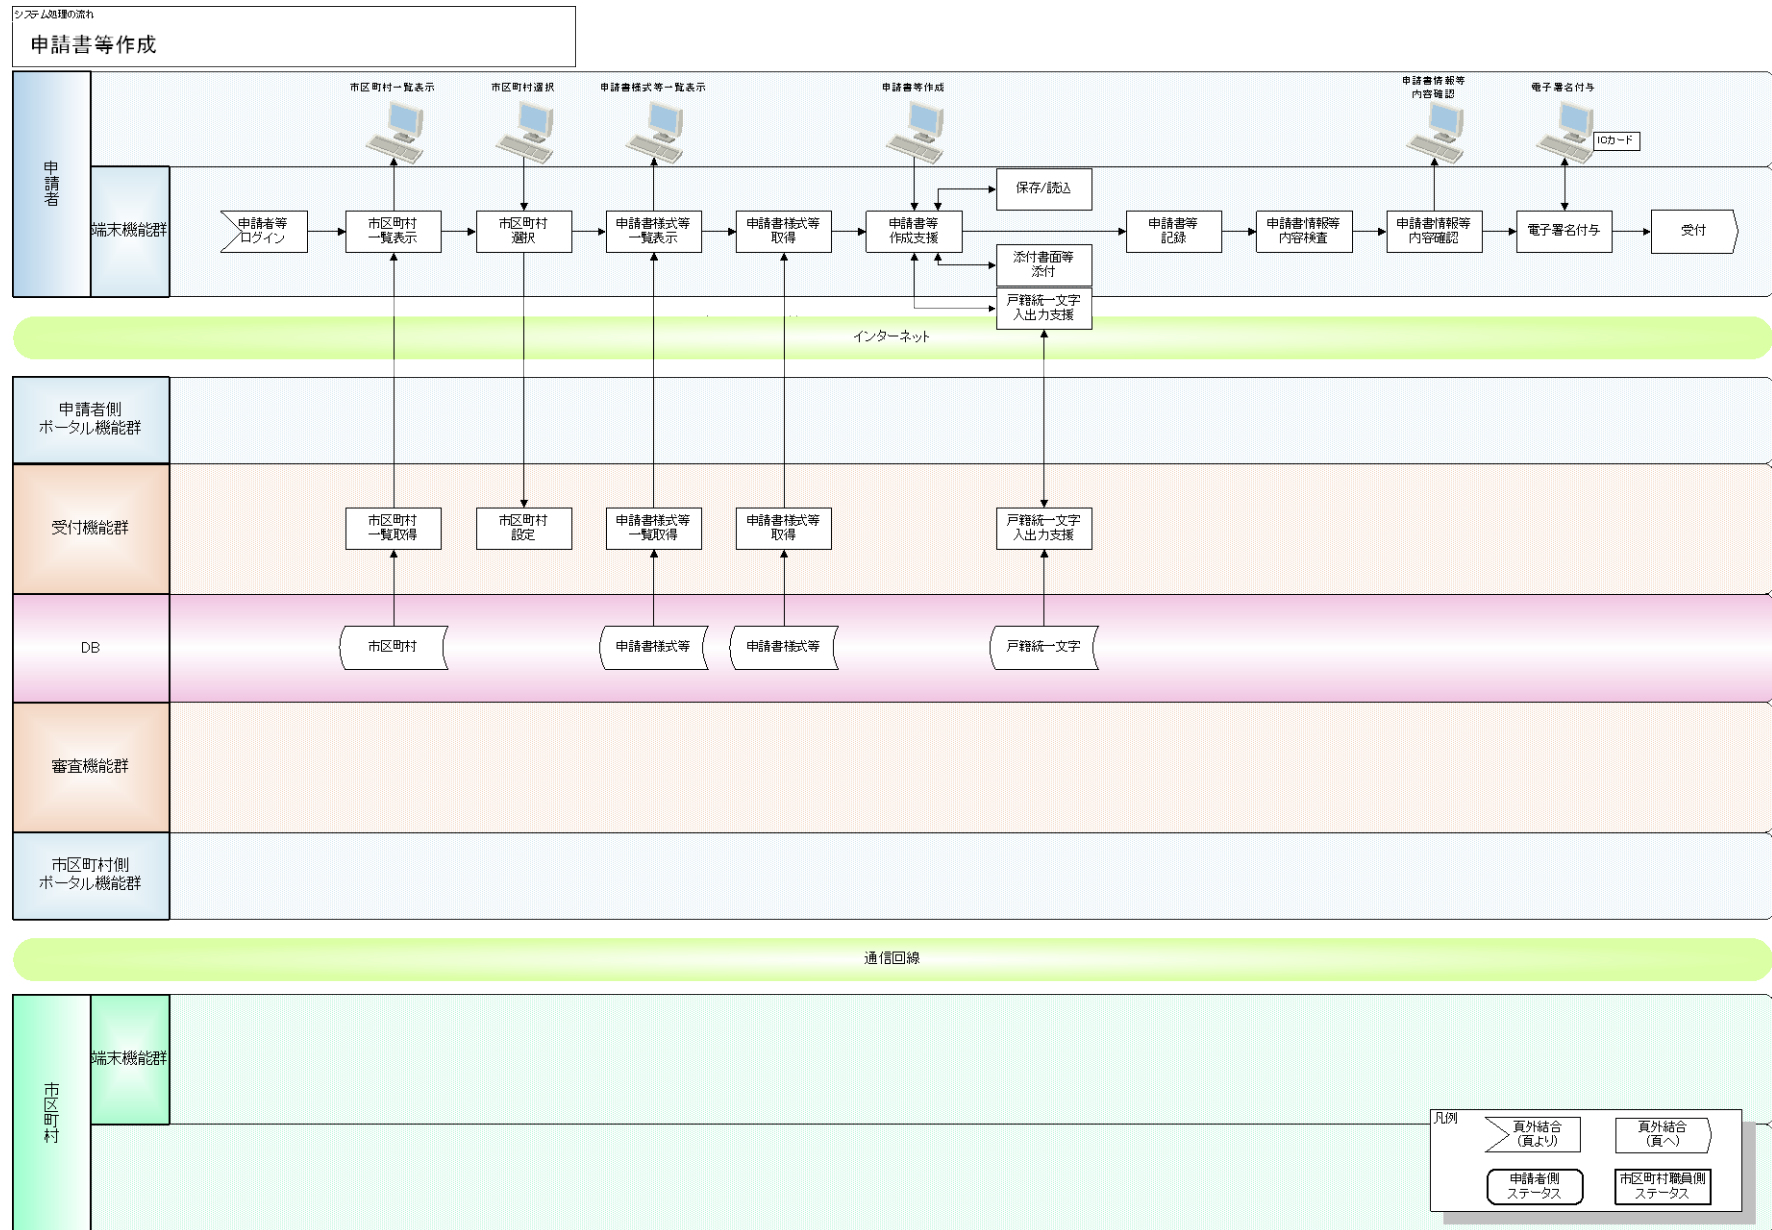 システム処理の流れ
申請書等作成
市区町村一覧表示
市区町村選択
申請書様式等一覧表示
申請書等作成
申請書情報等
内容確認
電子署名付与
ICカード
申請者
端末機能群
申請者等
ログイン
市区町村
一覧表示
市区町村
選択
申請書様式等
一覧表示
申請書様式等
取得
申請書等
作成支援
保存/読込
添付書面等
添付
戸籍統一文字
入出力支援
申請書等
記録
申請書情報等
内容検査
申請書情報等
内容確認
電子署名付与
受付
インターネット
申請者側
ポータル機能群
受付機能群
市区町村
一覧取得
市区町村
設定
申請書様式等
一覧取得
申請書様式等
取得
戸籍統一文字
入出力支援
DB
市区町村
申請書様式等
申請書様式等
戸籍統一文字
審査機能群
市区町村側
ポータル機能群
通信回線
市区町村
端末機能群
凡例
頁外結合
(頁より)
頁外結合
(頁へ)
申請者側
ステータス
市区町村職員側
ステータス